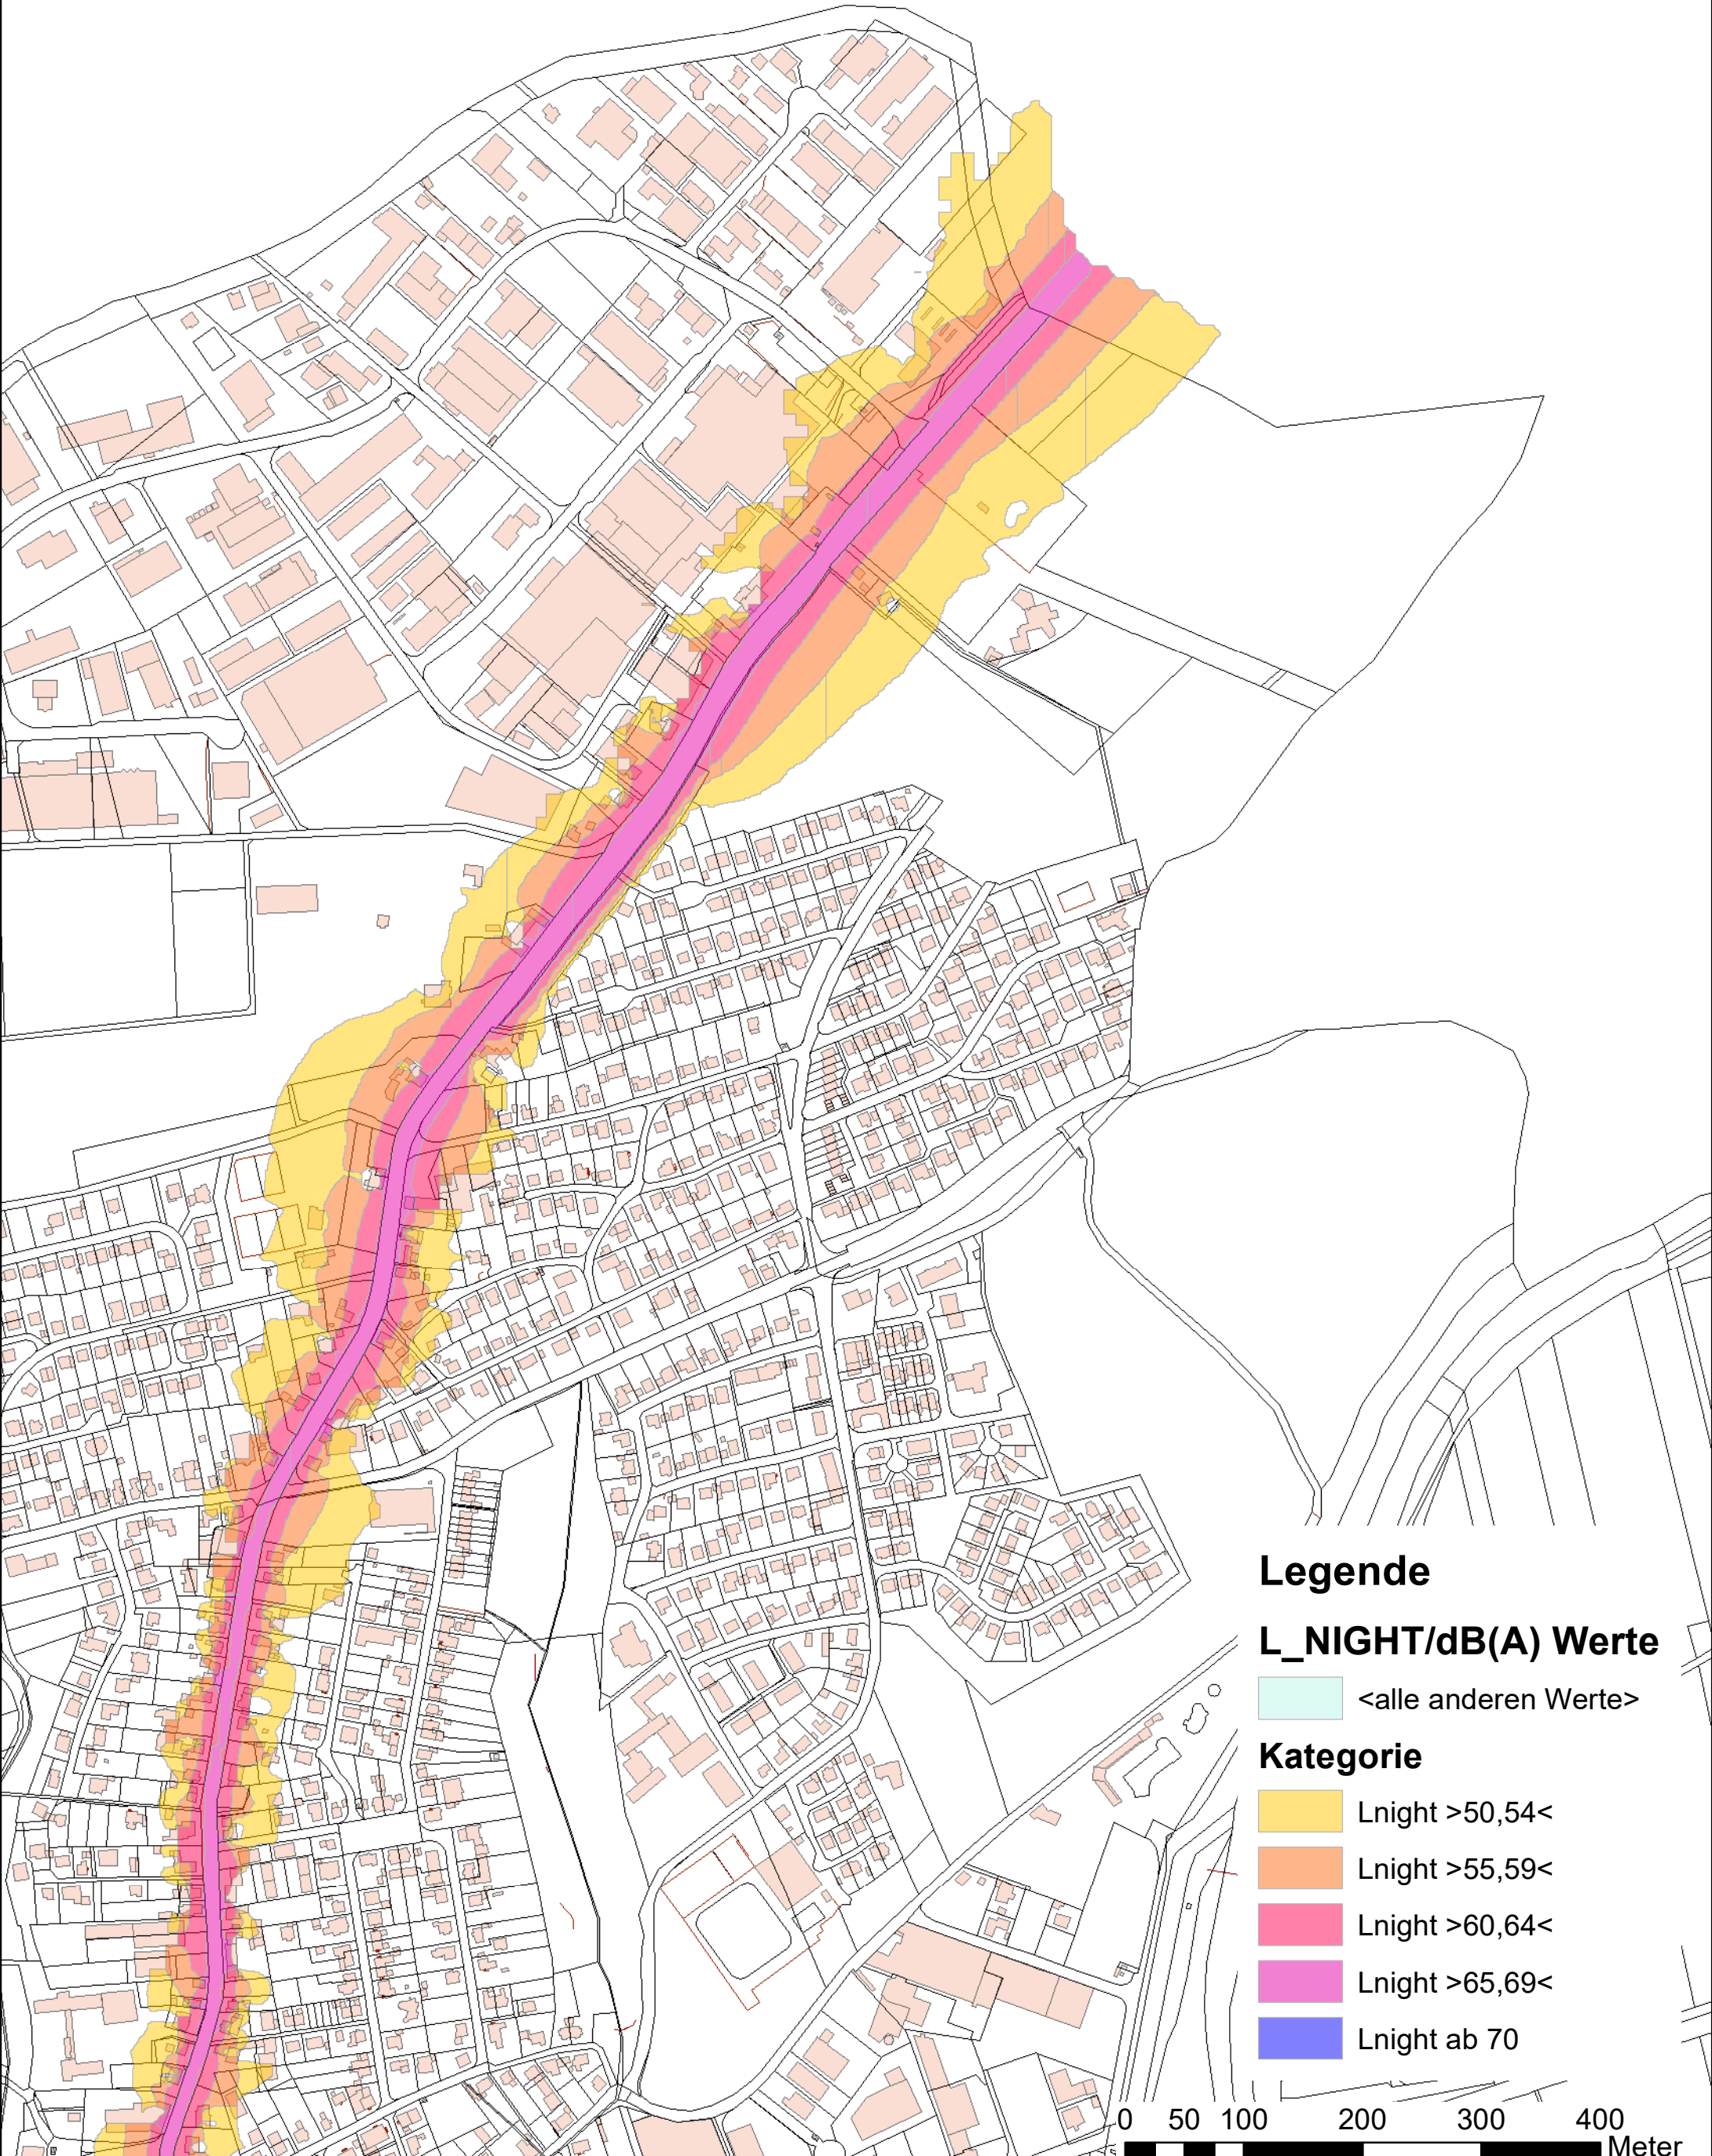 Legende
L_NIGHT/dB(A) Werte
<alle anderen Werte>
Kategorie
Lnight >50,54<
Lnight >55,59<
Lnight >60,64<
Lnight >65,69<
Lnight ab 70
0 50 100 200 300 400
Meter